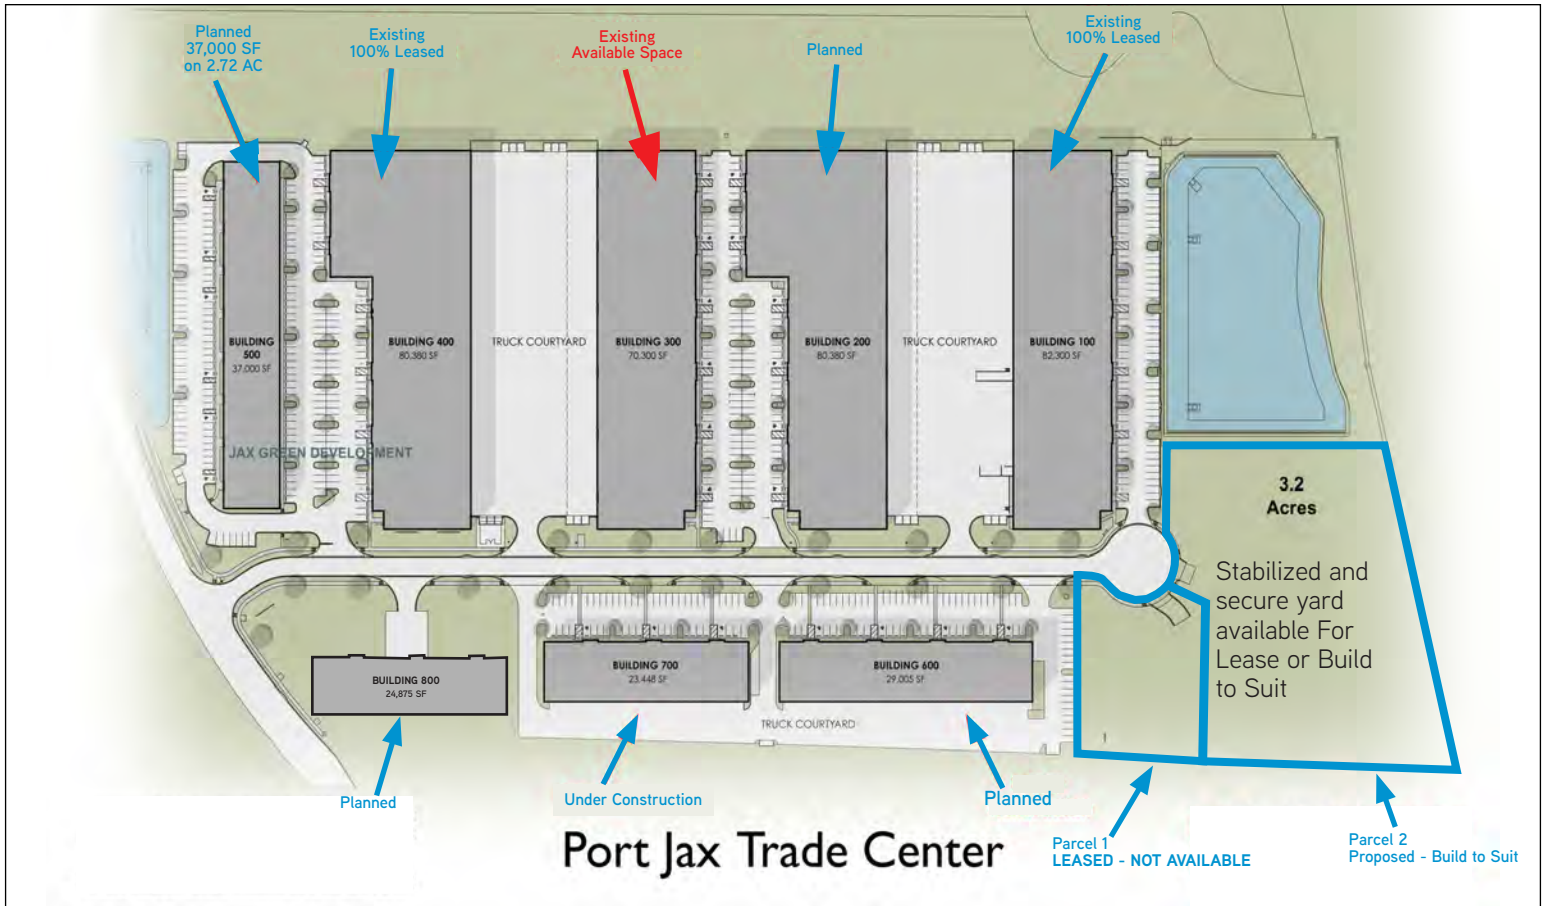 Planned
37,000 SF
on 2.72 AC
Existing
100% Leased
Existing
Available Space
Planned
Existing
100% Leased
BUILDING
500
37,000 SF
BUILDING 400
80,380 SF
TRUCK COURTYARD
BUILDING 300
70,300 SF
BUILDING 200
80,380 SF
TRUCK COURTYARD
BUILDING 100
82,300 SF
JAX GREEN DEVELOPMENT
3.2
Acres
Stabilized and
secure yard
available For
Lease or Build
to Suit
BUILDING 800
24,875 SF
BUILDING 700
23,448 SF
BUILDING 600
29,005 SF
TRUCK COURTYARD
Planned
Under Construction
Planned
Parcel 1
LEASED - NOT AVAILABLE
Parcel 2
Proposed - Build to Suit
Port Jax Trade Center